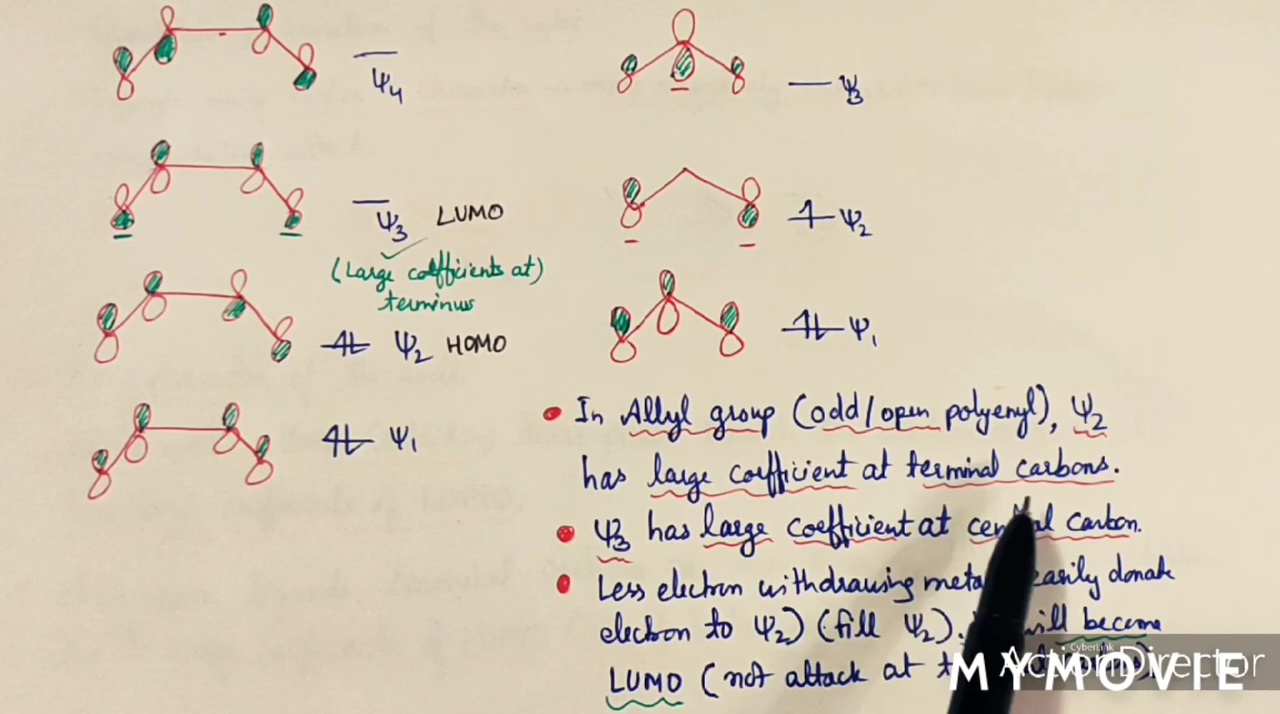 Ψ4
Ψ3
Ψ3 LUMO
(Large coefficients at)
terminus
Ψ2
Ψ2 HOMO
Ψ1
Ψ1
• In Allyl group (odd/open polyenyl), Ψ2
has large coefficient at terminal carbons.
• Ψ3 has large coefficient at carbon.
• Less electron withdrawing easily donate
electron to Ψ2) (fill Ψ2). will become
LUMO (not attack at
CyberLink
ActionDirector
MYMOVIE